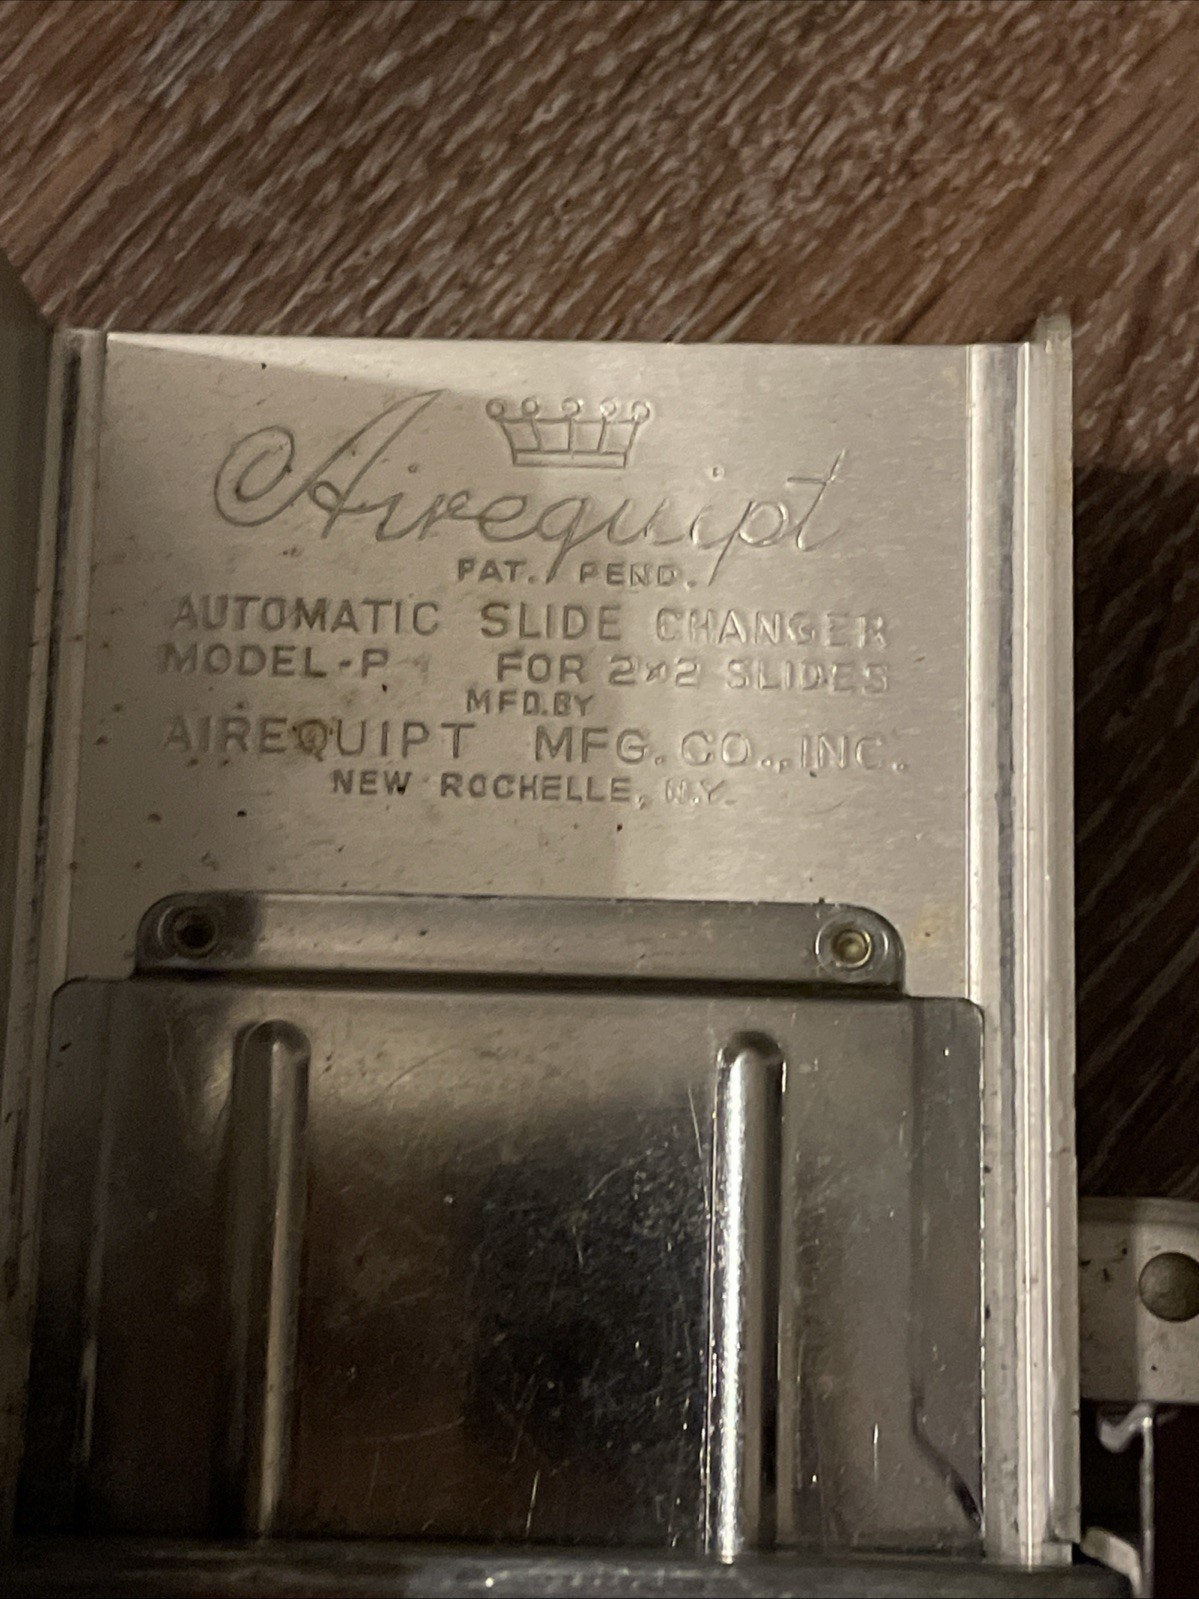 Airequipt
PAT. PEND.
AUTOMATIC SLIDE CHANGER
MODEL-P FOR 2x2 SLIDES
MFD.BY
AIREQUIPT MFG. CO., INC.
NEW ROCHELLE, N.Y.